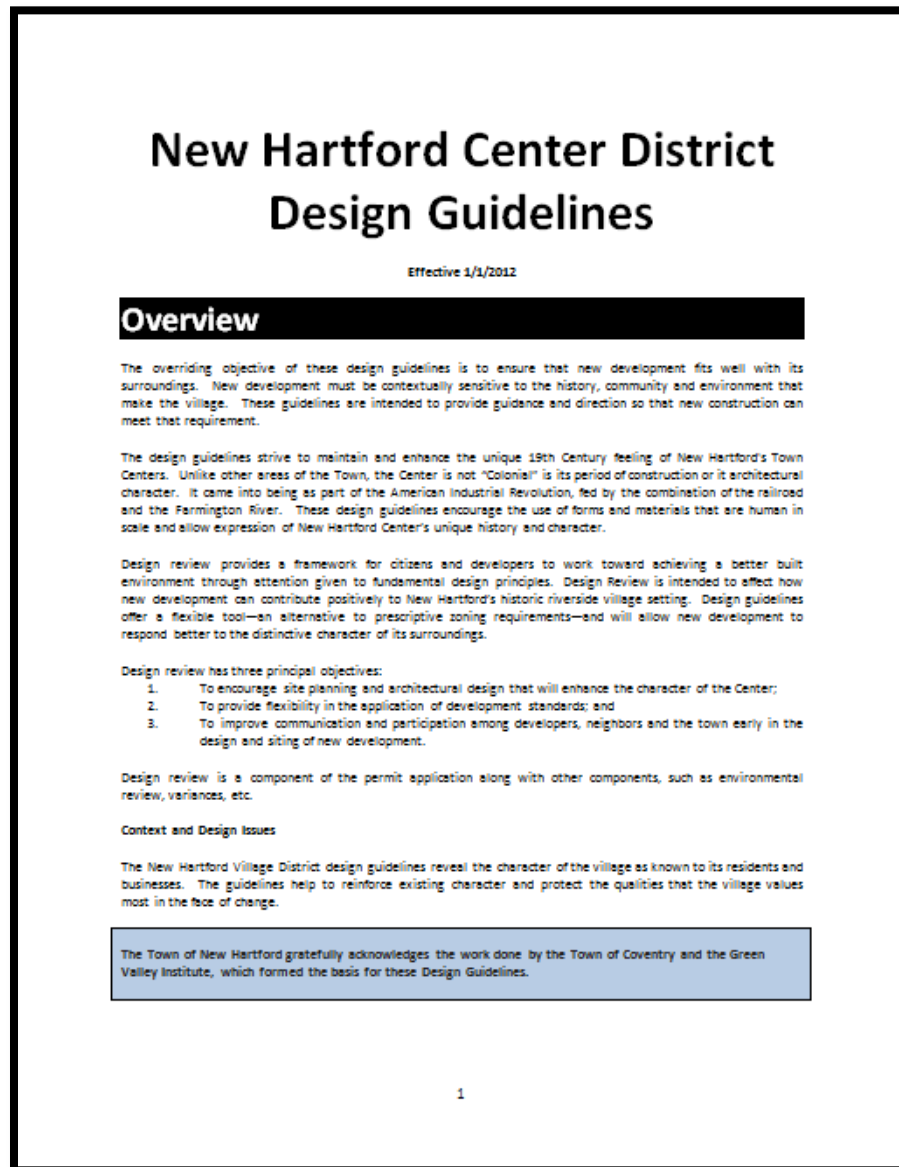 New Hartford Center District
Design Guidelines
Effective 1/1/2012
Overview
The overriding objective of these design guidelines is to ensure that new development fits well with its
surroundings. New development must be contextually sensitive to the history, community and environment that
make the village. These guidelines are intended to provide guidance and direction so that new construction can
meet that requirement.
The design guidelines strive to maintain and enhance the unique 19th Century feeling of New Hartford's Town
Centers. Unlike other areas of the Town, the Center is not “Colonial” is its period of construction or it architectural
character. It came into being as part of the American Industrial Revolution, fed by the combination of the railroad
and the Farmington River. These design guidelines encourage the use of forms and materials that are human in
scale and allow expression of New Hartford Center's unique history and character.
Design review provides a framework for citizens and developers to work toward achieving a better built
environment through attention given to fundamental design principles. Design Review is intended to affect how
new development can contribute positively to New Hartford's historic riverside village setting. Design guidelines
offer a flexible tool—an alternative to prescriptive zoning requirements—and will allow new development to
respond better to the distinctive character of its surroundings.
Design review has three principal objectives:
1. To encourage site planning and architectural design that will enhance the character of the Center;
2. To provide flexibility in the application of development standards; and
3. To improve communication and participation among developers, neighbors and the town early in the
design and siting of new development.
Design review is a component of the permit application along with other components, such as environmental
review, variances, etc.
Context and Design Issues
The New Hartford Village District design guidelines reveal the character of the village as known to its residents and
businesses. The guidelines help to reinforce existing character and protect the qualities that the village values
most in the face of change.
The Town of New Hartford gratefully acknowledges the work done by the Town of Coventry and the Green
Valley Institute, which formed the basis for these Design Guidelines.
1